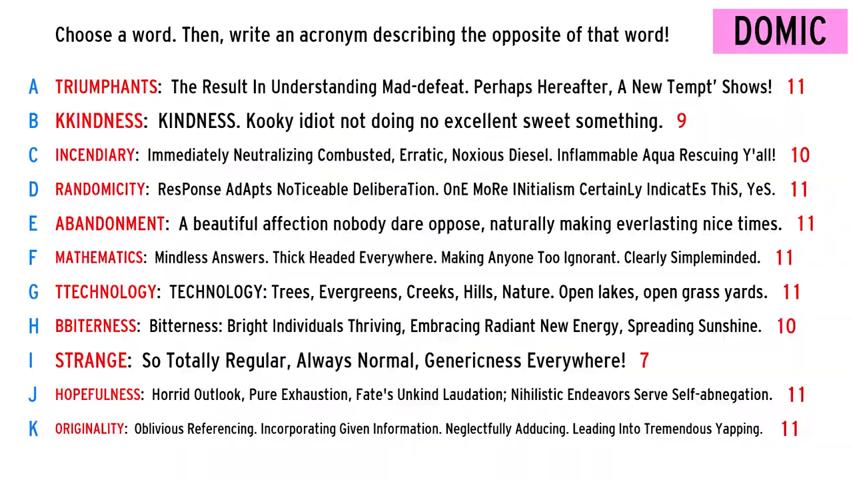 Choose a word. Then, write an acronym describing the opposite of that word!
DOMIC
A TRIUMPHANTS: The Result In Understanding Mad-defeat. Perhaps Hereafter, A New Tempt' Shows! 11
B KKINDNESS: KINDNESS. Kooky idiot not doing no excellent sweet something. 9
C INCENDIARY: Immediately Neutralizing Combusted, Erratic, Noxious Diesel. Inflammable Aqua Rescuing Y'all! 10
D RANDOMICITY: ResPonse AdApts NoTiceable DeliberaTion. OnE MoRe INitialism CertainLy IndicatEs ThiS, YeS. 11
E ABANDONMENT: A beautiful affection nobody dare oppose, naturally making everlasting nice times. 11
F MATHEMATICS: Mindless Answers. Thick Headed Everywhere. Making Anyone Too Ignorant. Clearly Simpleminded. 11
G TTECHNOLOGY: TECHNOLOGY: Trees, Evergreens, Creeks, Hills, Nature. Open lakes, open grass yards. 11
H BBITERNESS: Bitterness: Bright Individuals Thriving, Embracing Radiant New Energy, Spreading Sunshine. 10
I STRANGE: So Totally Regular, Always Normal, Genericness Everywhere! 7
J HOPEFULNESS: Horrid Outlook, Pure Exhaustion, Fate's Unkind Laudation; Nihilistic Endeavors Serve Self-abnegation. 11
K ORIGINALITY: Oblivious Referencing. Incorporating Given Information. Neglectfully Adducing. Leading Into Tremendous Yapping. 11